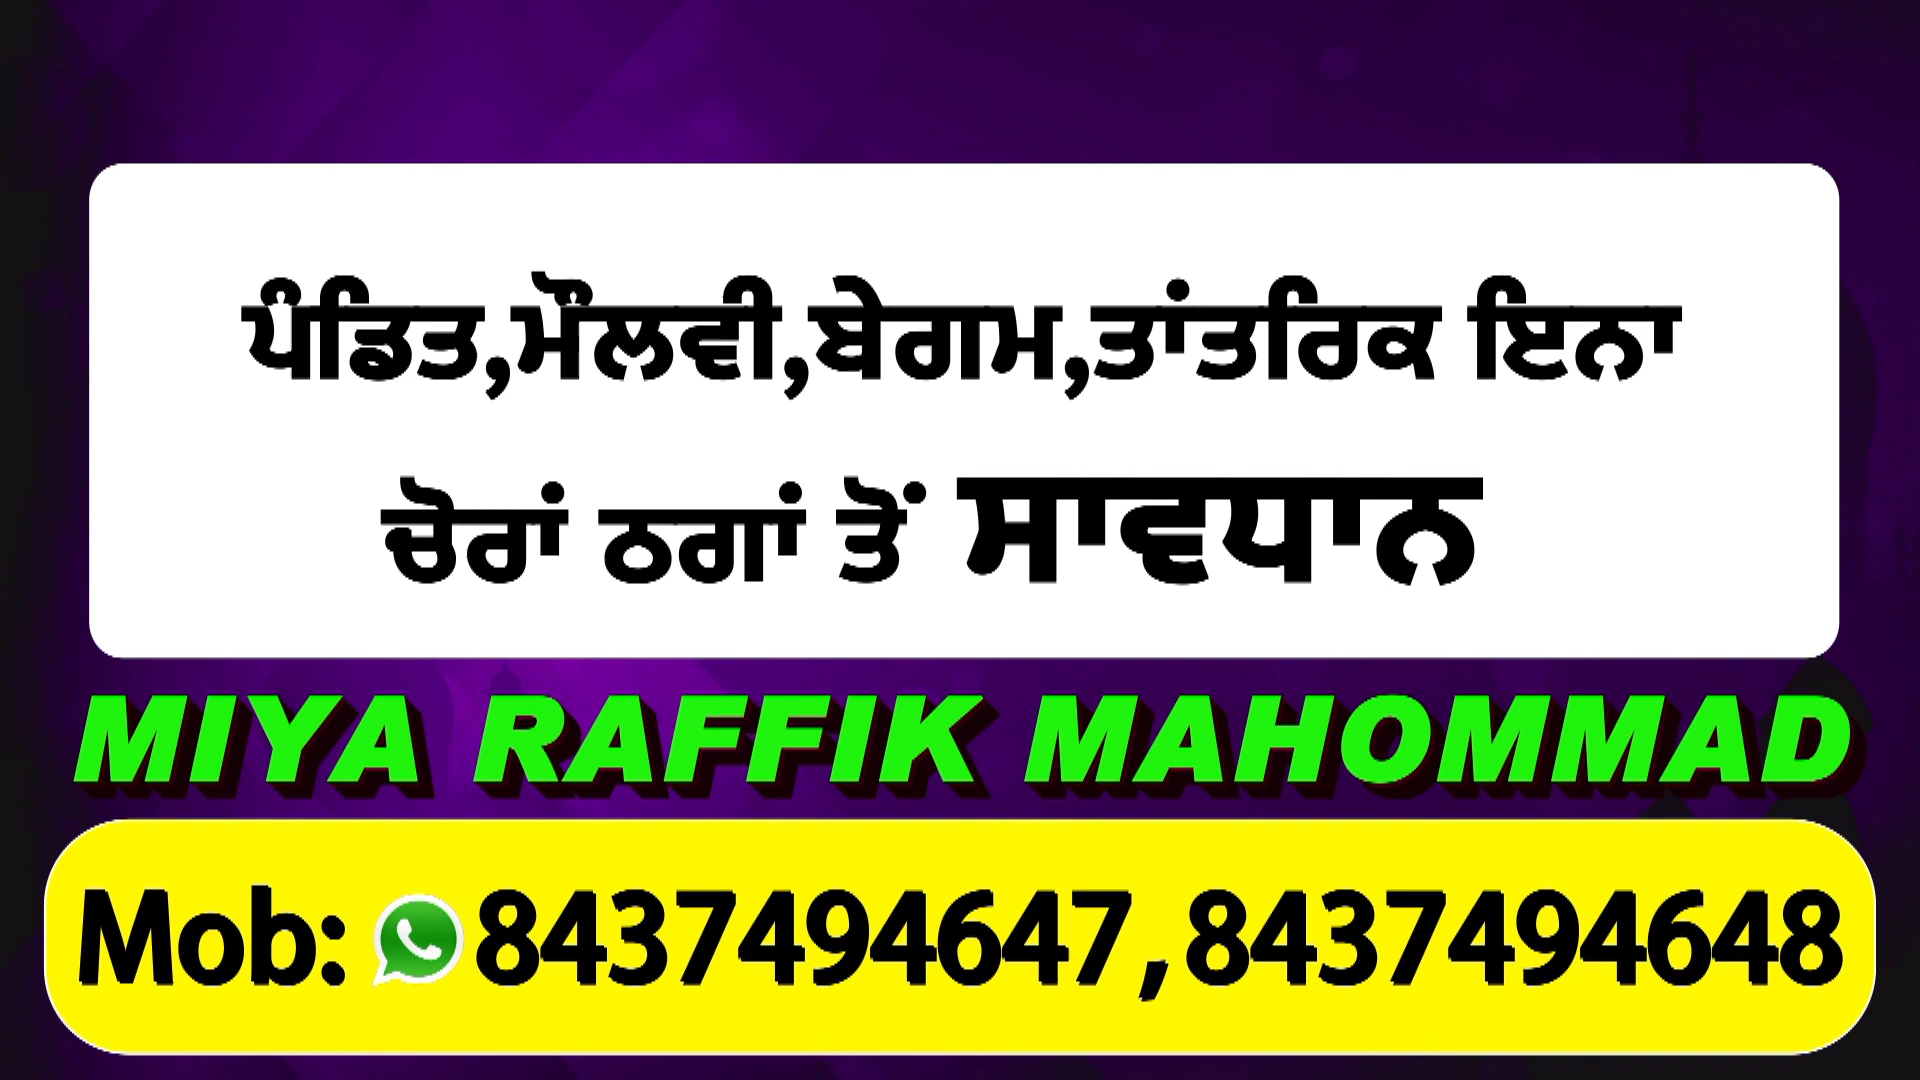 ਪੰਡਿਤ,ਮੌਲਵੀ,ਬੇਗਮ,ਤਾਂਤਰਿਕ ਇਨਾ
ਚੋਰਾਂ ਠਗਾਂ ਤੋਂ ਸਾਵਧਾਨ
MIYA RAFFIK MAHOMMAD
Mob: 8437494647,8437494648